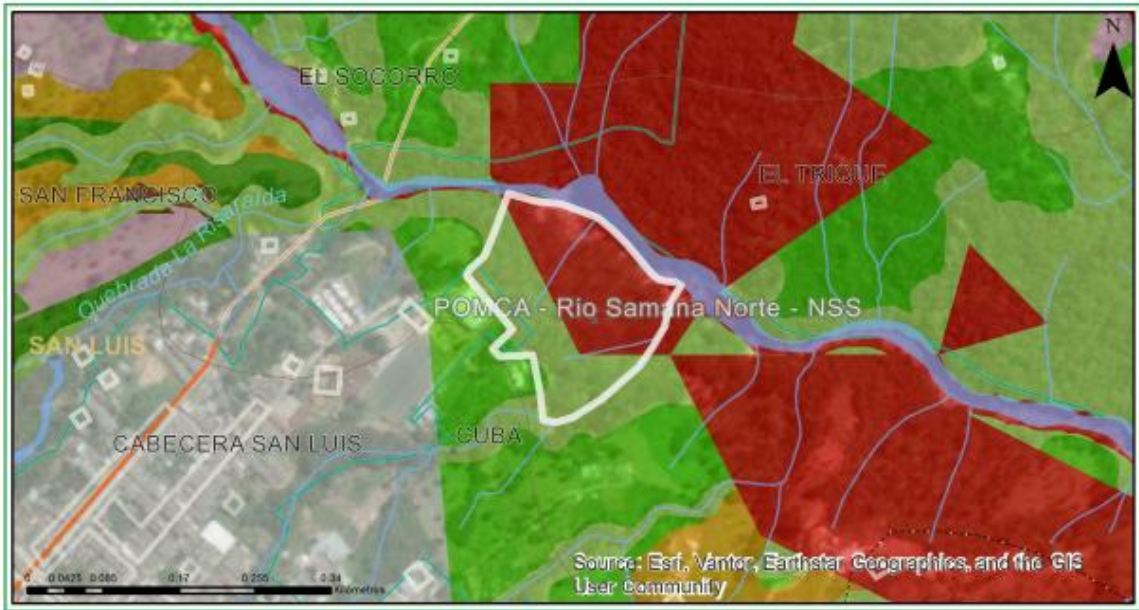 N
EL SOCORRO
EL TRIQUE
SAN FRANCISCO
Quebrada La Risaralda
POMCA - Rio Samana Norte - NSS
SAN LUIS
CUBA
CABECERA SAN LUIS
Source: Esri, Vantor, Earthstar Geographics, and the GIS
User Community
0 0.0425 0.085 0.17 0.255 0.34
Kilómetros